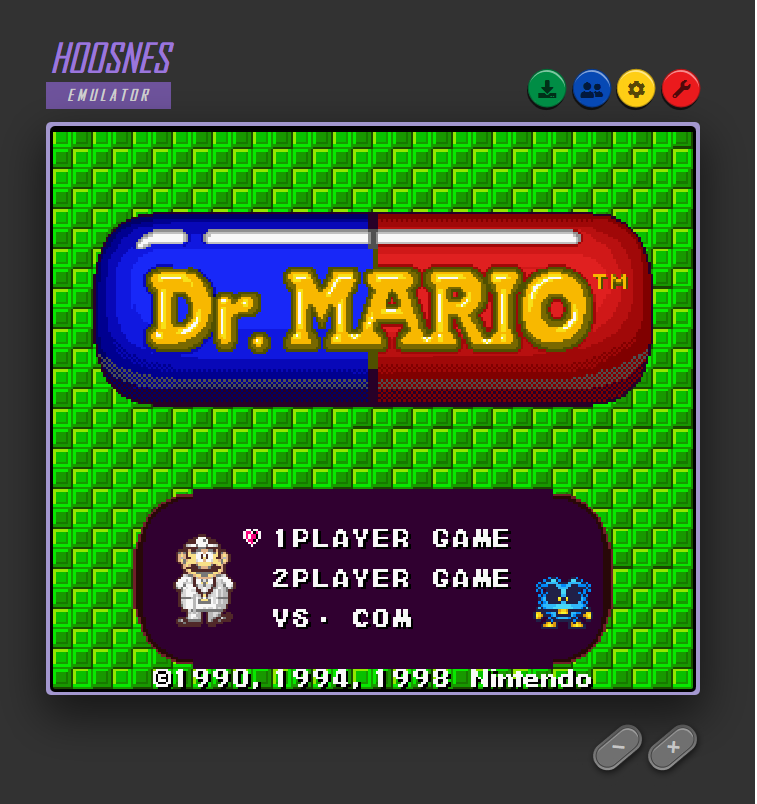 HOOSNES
EMULATOR
Dr. MARIO™
1PLAYER GAME
2PLAYER GAME
VS. COM
©1990, 1994, 1998 Nintendo